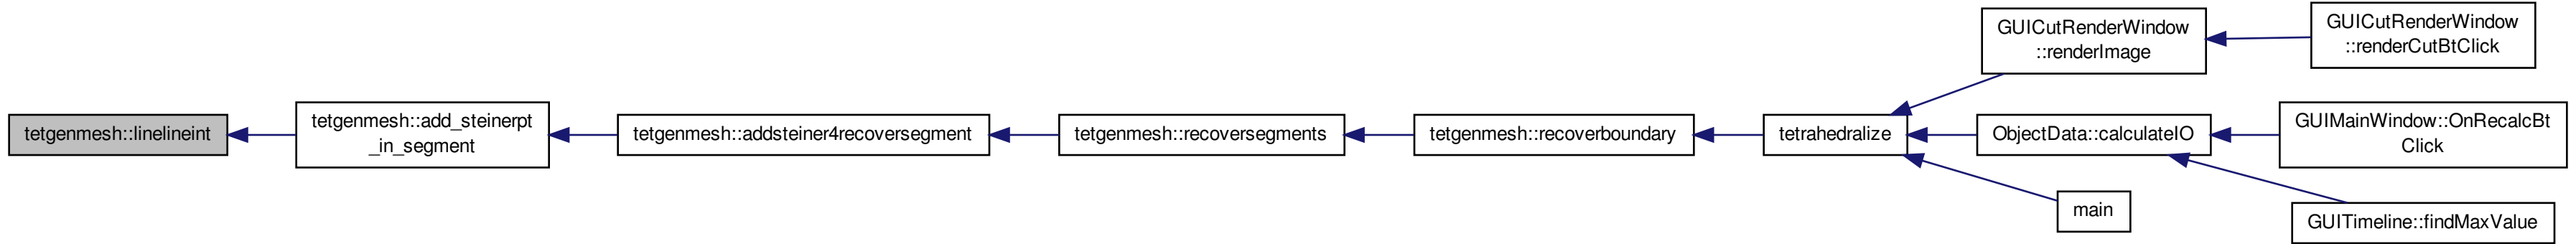 tetgenmesh::linelineint
tetgenmesh::add_steinerpt
_in_segment
tetgenmesh::addsteiner4recoversegment
tetgenmesh::recoversegments
tetgenmesh::recoverboundary
tetrahedralize
GUICutRenderWindow
::renderImage
GUICutRenderWindow
::renderCutBtClick
ObjectData::calculateIO
GUIMainWindow::OnRecalcBt
Click
GUITimeline::findMaxValue
main